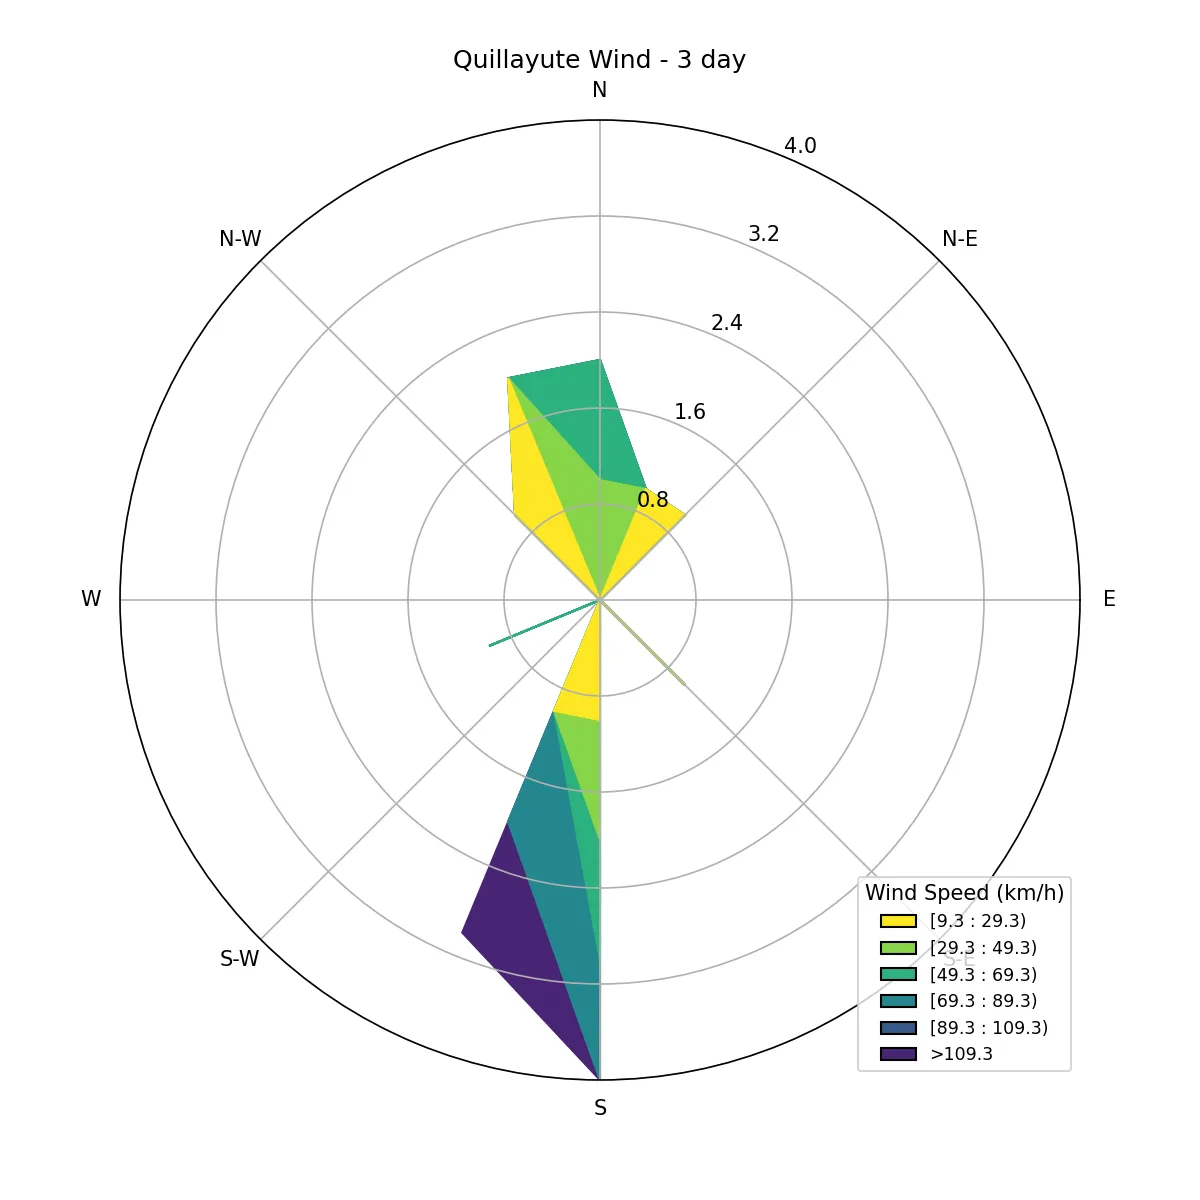 Quillayute Wind - 3 day
N
4.0
N-W
3.2
N-E
2.4
1.6
0.8
W
E
Wind Speed (km/h)
[9.3 : 29.3)
[29.3 : 49.3)
S-W
S-E
[49.3 : 69.3)
[69.3 : 89.3)
[89.3 : 109.3)
>109.3
S